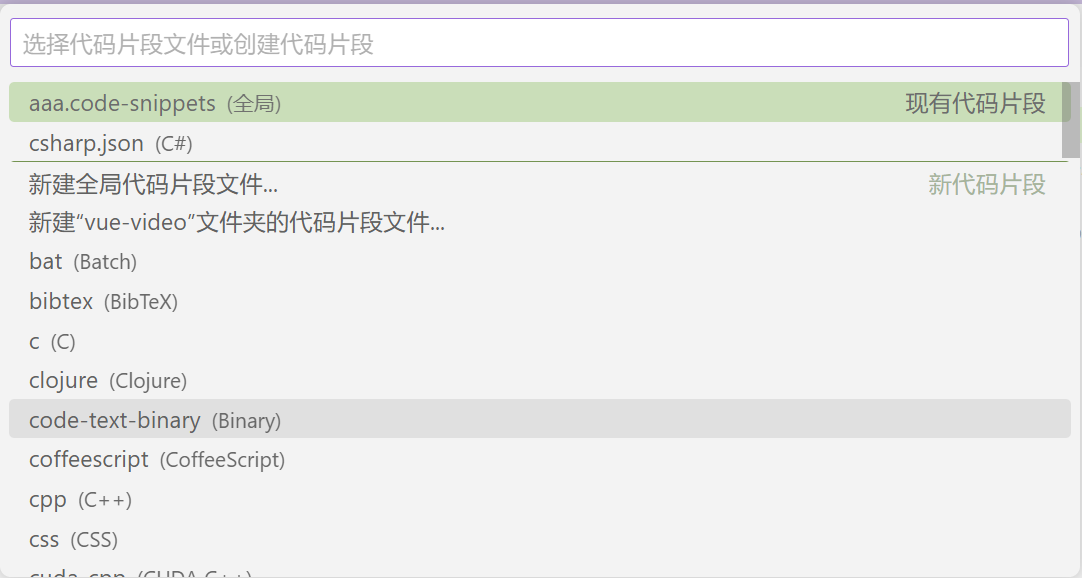 选择代码片段文件或创建代码片段
aaa.code-snippets (全局) 现有代码片段
csharp.json (C#)
新建全局代码片段文件... 新代码片段
新建“vue-video”文件夹的代码片段文件...
bat (Batch)
bibtex (BibTeX)
c (C)
clojure (Clojure)
code-text-binary (Binary)
coffeescript (CoffeeScript)
cpp (C++)
css (CSS)
cuda-cpp (CUDA C++)